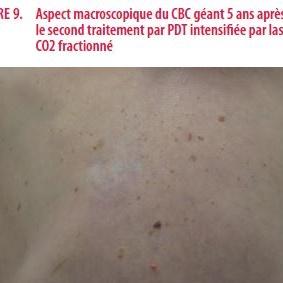 RE 9. Aspect macroscopique du CBC géant 5 ans après
le second traitement par PDT intensifiée par las
CO2 fractionné